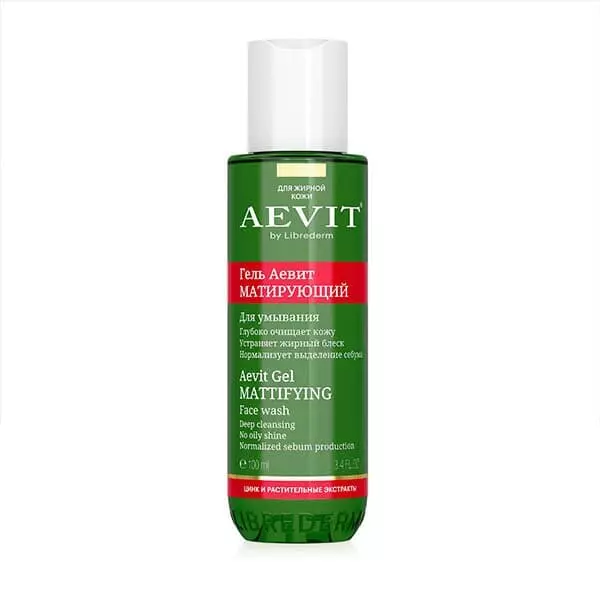 ДЛЯ ЖИРНОЙ
КОЖИ
AEVIT®
by Librederm
Гель Аевит
МАТИРУЮЩИЙ
Для умывания
Глубоко очищает кожу
Устраняет жирный блеск
Нормализует выделение себума
Aevit Gel
MATTIFYING
Face wash
Deep cleansing
No oily shine
Normalized sebum production
℮ 100 ml 3.4 FL.OZ
ЦИНК И РАСТИТЕЛЬНЫЕ ЭКСТРАКТЫ
LIBREDERM